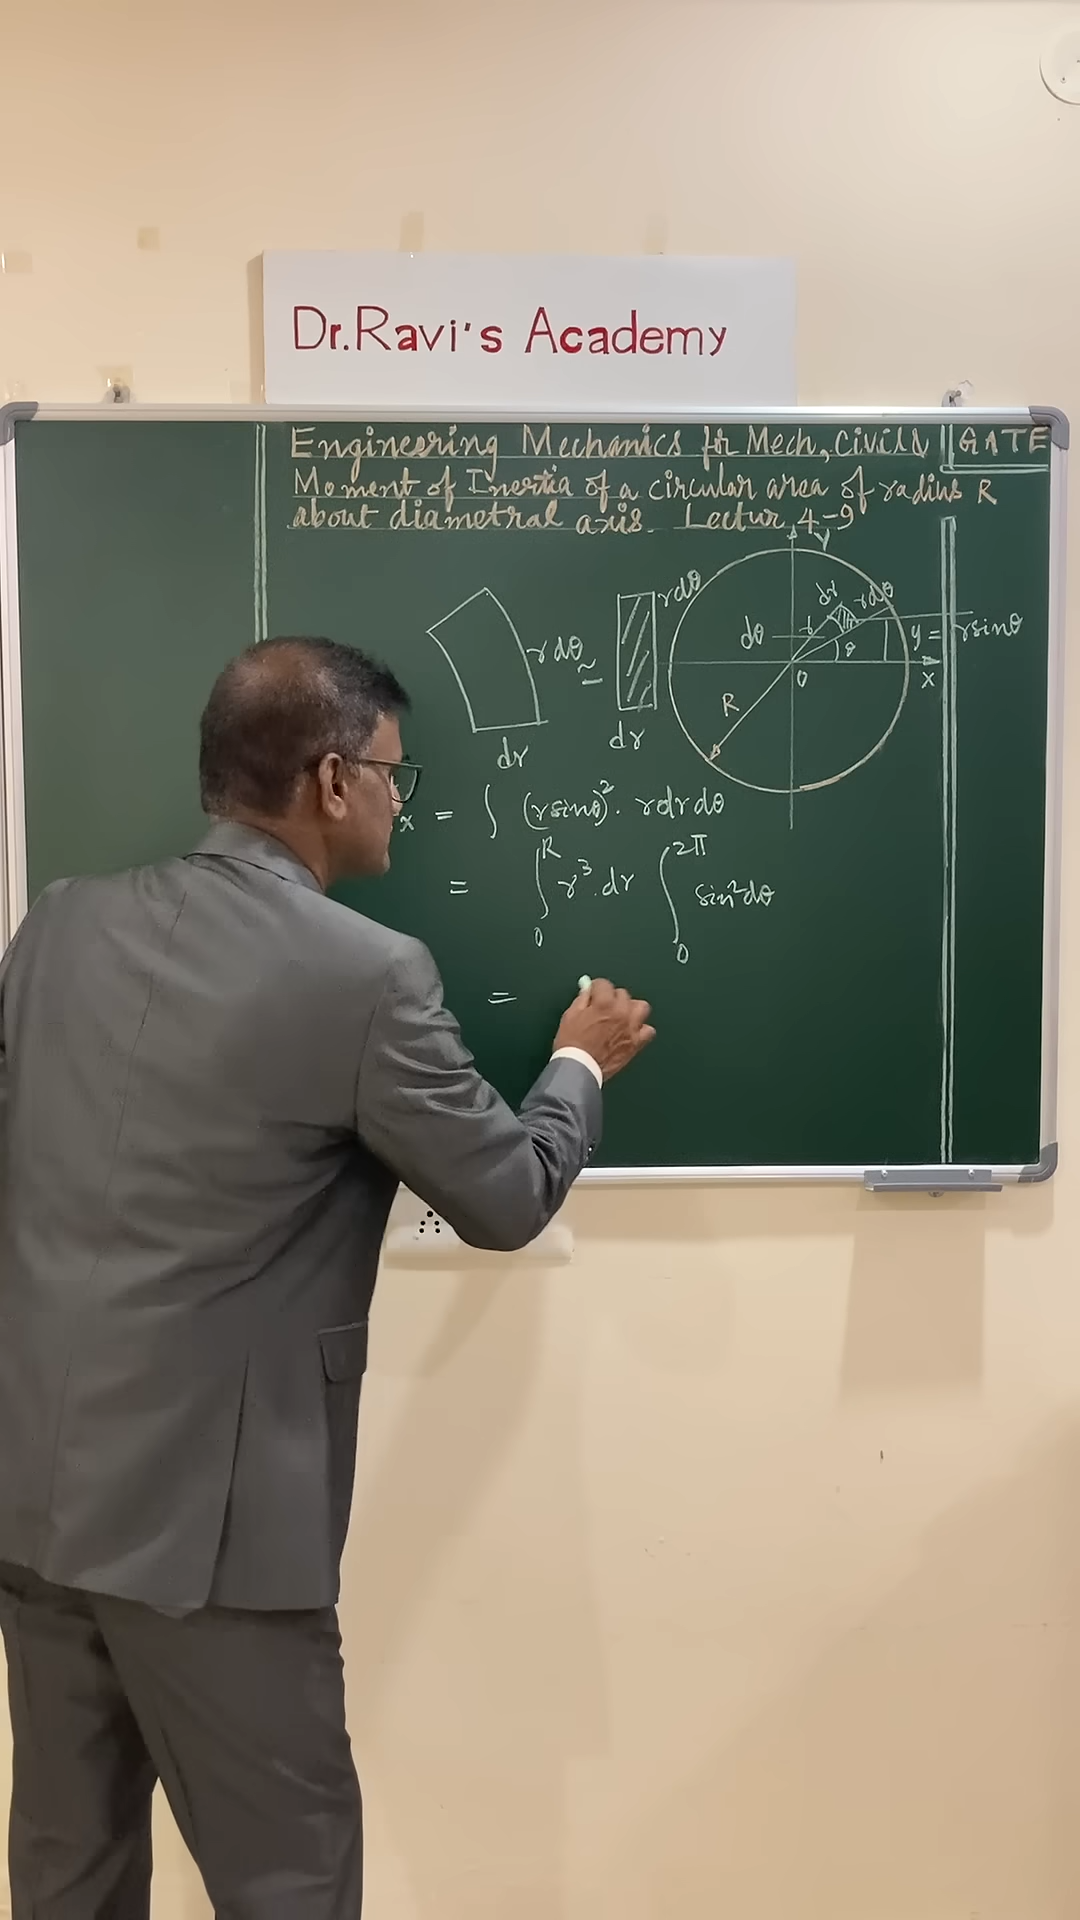 Dr.Ravi's Academy
Engineering Mechanics for Mech, Civil & || GATE
Moment of Inertia of a circular area of radius R
about diametral axis. Lectur 4-9
Y
rdθ
dr
rdθ
rdθ
≃
dθ
r
θ
y = rsinθ
0
x
R
dr
dr
x = ∫ (rsinθ)². rdrdθ
= ∫₀ᴿ r³.dr ∫₀^2π sin²dθ
=